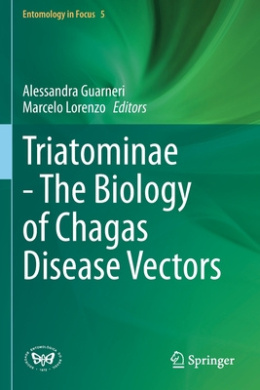 Entomology in Focus 5
Alessandra Guarneri
Marcelo Lorenzo Editors
Triatominae
- The Biology
of Chagas
Disease Vectors
Springer